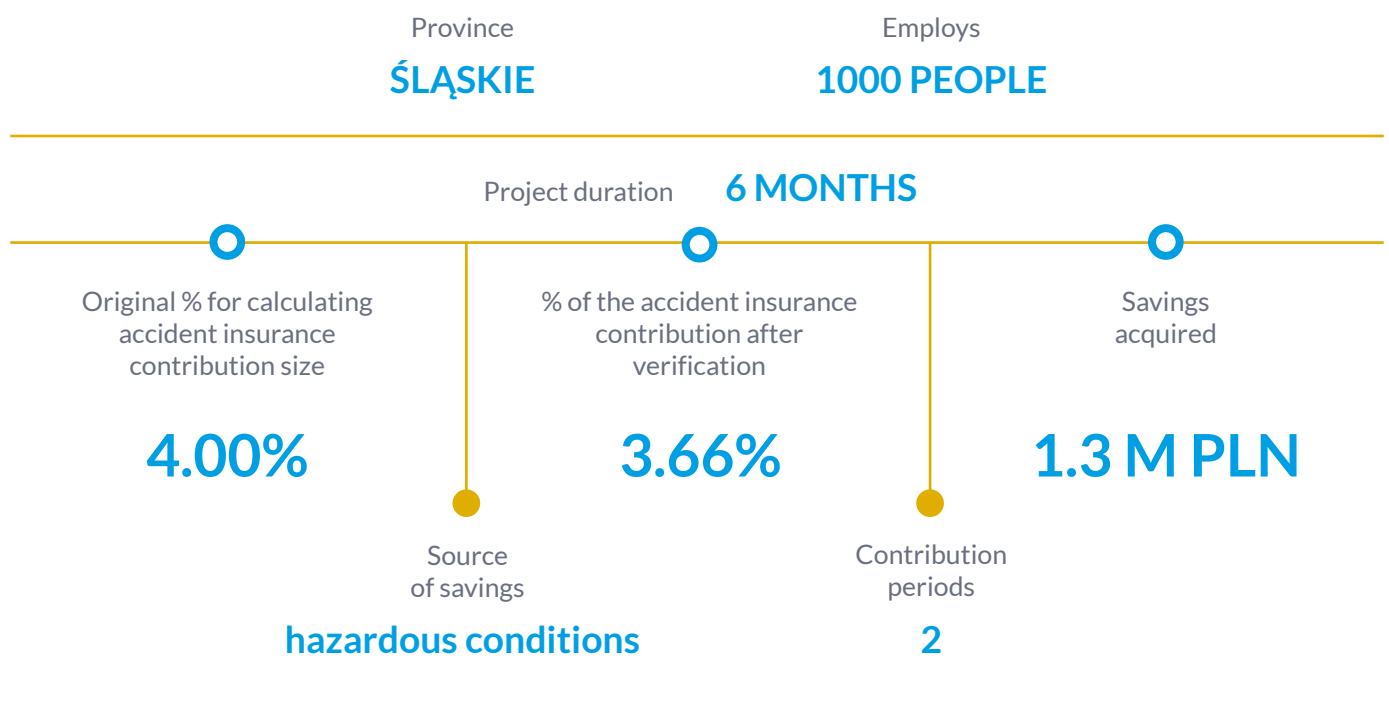 Province
ŚLĄSKIE
Employs
1000 PEOPLE
Project duration
6 MONTHS
Original % for calculating
accident insurance
contribution size
4.00%
Source
of savings
hazardous conditions
% of the accident insurance
contribution after
verification
3.66%
Contribution
periods
2
Savings
acquired
1.3 M PLN